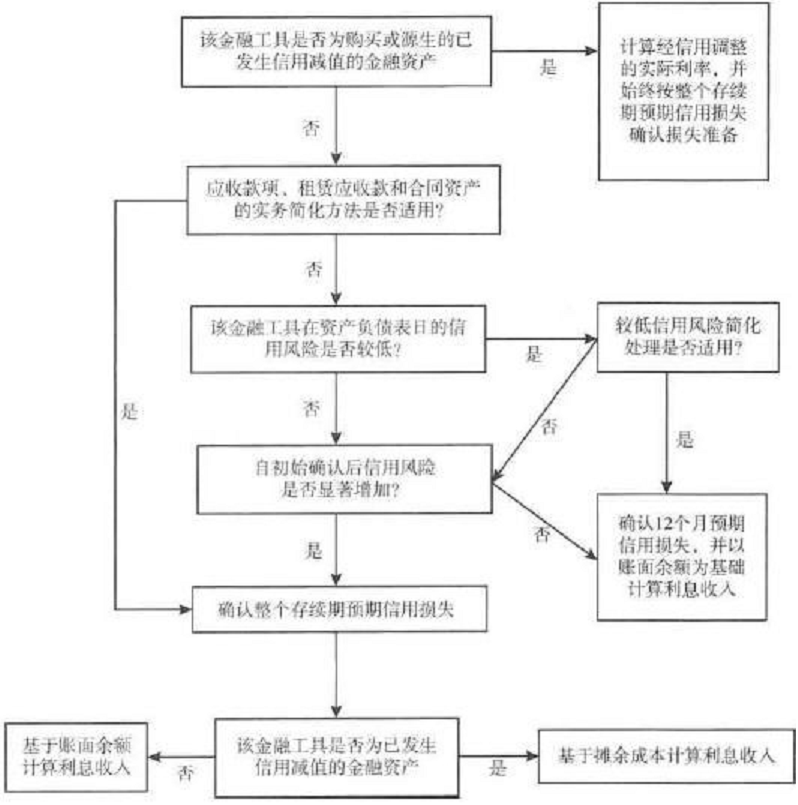 该金融工具是否为购买或源生的已
发生信用减值的金融资产
是
计算经信用调整
的实际利率，并
始终按整个存续
期预期信用损失
确认损失准备
否
应收款项、租赁应收款和合同资产
的实务简化方法是否适用？
否
该金融工具在资产负债表日的信
用风险是否较低？
是
较低信用风险简化
处理是否适用？
是
否
否
是
自初始确认后信用风险
是否显著增加？
否
确认12个月预期
信用损失，并以
账面余额为基础
计算利息收入
是
确认整个存续期预期信用损失
基于账面余额
计算利息收入
否
该金融工具是否为已发生
信用减值的金融资产
是
基于摊余成本计算利息收入